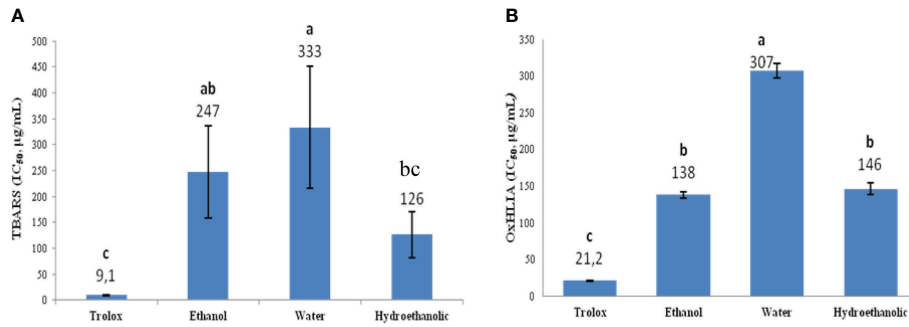 A
TBARS (IC50, µg/mL)
500
450
400
350
300
250
200
150
100
50
0
c
9,1
ab
247
a
333
bc
126
Trolox
Ethanol
Water
Hydroethanolic
B
OxHLIA (IC50, µg/mL)
350
300
250
200
150
100
50
0
c
21,2
b
138
a
307
b
146
Trolox
Ethanol
Water
Hydroethanolic